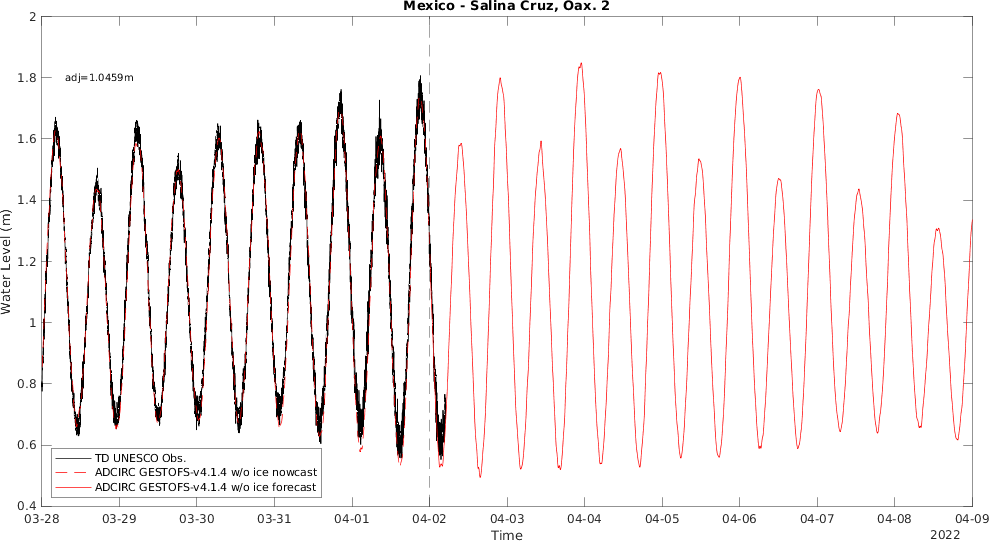 Mexico - Salina Cruz, Oax. 2
2
1.8
1.6
1.4
1.2
1
0.8
0.6
0.4
Water Level (m)
adj=1.0459m
TD UNESCO Obs.
ADCIRC GESTOFS-v4.1.4 w/o ice nowcast
ADCIRC GESTOFS-v4.1.4 w/o ice forecast
03-28 03-29 03-30 03-31 04-01 04-02 04-03 04-04 04-05 04-06 04-07 04-08 04-09
Time
2022